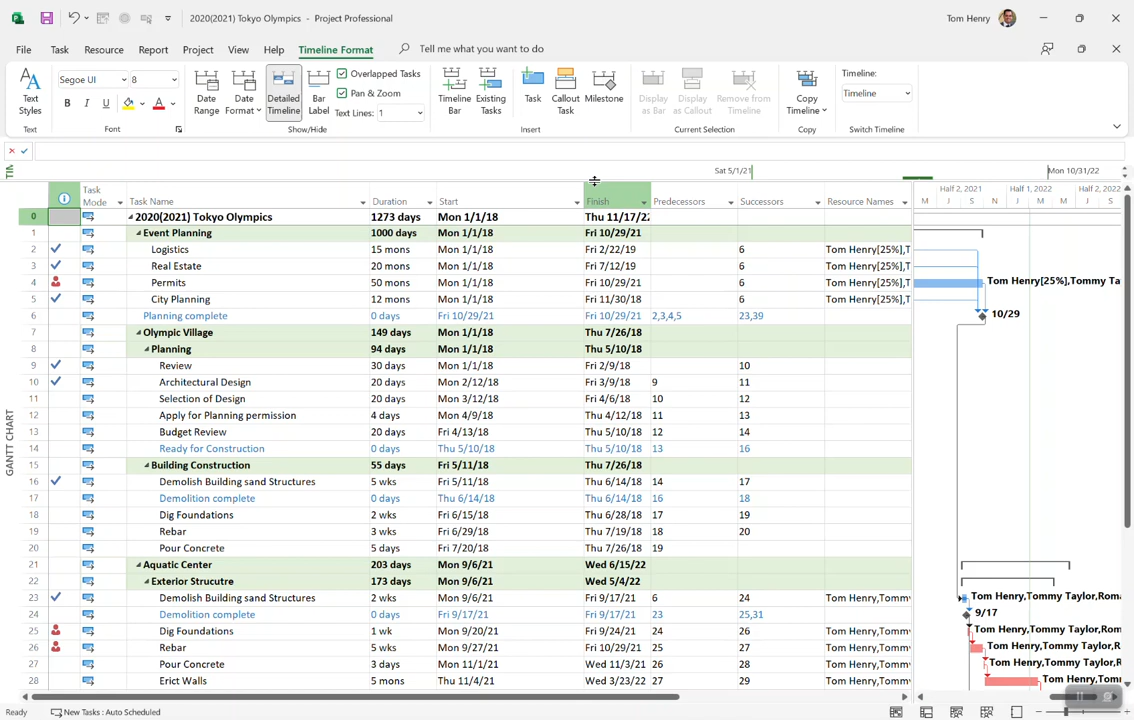 2020(2021) Tokyo Olympics - Project Professional
Tom Henry
File Task Resource Report Project View Help Timeline Format Tell me what you want to do
Text Styles
Segoe UI 8
B I U A
Date Range
Date Format
Detailed Timeline
Bar Label
Overlapped Tasks
Pan & Zoom
Text Lines: 1
Timeline Bar
Existing Tasks
Task
Callout Task
Milestone
Display as Bar
Display as Callout
Remove from Timeline
Copy Timeline
Timeline:
Timeline
Text Font Show/Hide Insert Current Selection Copy Switch Timeline
TIN
Sat 5/1/21 Mon 10/31/22
Task Mode Task Name Duration Start Finish Predecessors Successors Resource Names
Half 2, 2021 Half 1, 2022 Half 2, 2022
M J S N J M M J S
0 2020(2021) Tokyo Olympics 1273 days Mon 1/1/18 Thu 11/17/22
1 Event Planning 1000 days Mon 1/1/18 Fri 10/29/21
2 Logistics 15 mons Mon 1/1/18 Fri 2/22/19 6 Tom Henry[25%],T
3 Real Estate 20 mons Mon 1/1/18 Fri 7/12/19 6 Tom Henry[25%],T
4 Permits 50 mons Mon 1/1/18 Fri 10/29/21 6 Tom Henry[25%],T Tom Henry[25%],Tommy Ta
5 City Planning 12 mons Mon 1/1/18 Fri 11/30/18 6 Tom Henry[25%],T
6 Planning complete 0 days Fri 10/29/21 Fri 10/29/21 2,3,4,5 23,39 10/29
7 Olympic Village 149 days Mon 1/1/18 Thu 7/26/18
8 Planning 94 days Mon 1/1/18 Thu 5/10/18
9 Review 30 days Mon 1/1/18 Fri 2/9/18 10
10 Architectural Design 20 days Mon 2/12/18 Fri 3/9/18 9 11
11 Selection of Design 20 days Mon 3/12/18 Fri 4/6/18 10 12
12 Apply for Planning permission 4 days Mon 4/9/18 Thu 4/12/18 11 13
13 Budget Review 20 days Fri 4/13/18 Thu 5/10/18 12 14
14 Ready for Construction 0 days Thu 5/10/18 Thu 5/10/18 13 16
15 Building Construction 55 days Fri 5/11/18 Thu 7/26/18
16 Demolish Building sand Structures 5 wks Fri 5/11/18 Thu 6/14/18 14 17
17 Demolition complete 0 days Thu 6/14/18 Thu 6/14/18 16 18
18 Dig Foundations 2 wks Fri 6/15/18 Thu 6/28/18 17 19
19 Rebar 3 wks Fri 6/29/18 Thu 7/19/18 18 20
20 Pour Concrete 5 days Fri 7/20/18 Thu 7/26/18 19
21 Aquatic Center 203 days Mon 9/6/21 Wed 6/15/22
22 Exterior Strucutre 173 days Mon 9/6/21 Wed 5/4/22
23 Demolish Building sand Structures 2 wks Mon 9/6/21 Fri 9/17/21 6 24 Tom Henry,Tommy Tom Henry,Tommy Taylor,Roma
24 Demolition complete 0 days Fri 9/17/21 Fri 9/17/21 23 25,31 9/17
25 Dig Foundations 1 wk Mon 9/20/21 Fri 9/24/21 24 26 Tom Henry,Tommy Tom Henry,Tommy Taylor,Rom
26 Rebar 5 wks Mon 9/27/21 Fri 10/29/21 25 27 Tom Henry,Tommy Tom Henry,Tommy Taylor,R
27 Pour Concrete 3 days Mon 11/1/21 Wed 11/3/21 26 28 Tom Henry,Tommy Tom Henry,Tommy Taylor,R
28 Erict Walls 5 mons Thu 11/4/21 Wed 3/23/22 27 29 Tom Henry,Tommy Tom Henry,Tomm
GANTT CHART
Ready New Tasks : Auto Scheduled